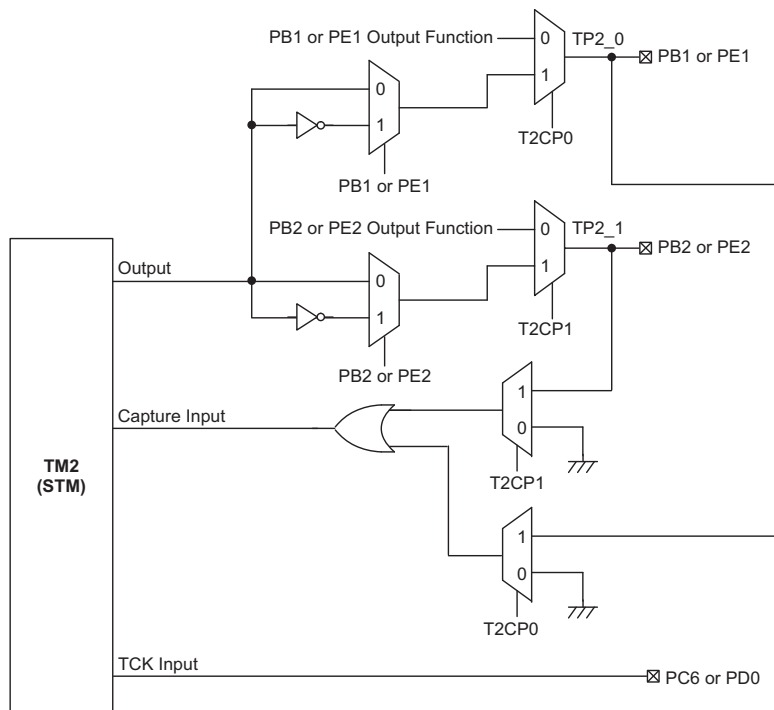 PB1 or PE1 Output Function
0
TP2_0
PB1 or PE1
1
0
1
T2CP0
PB1 or PE1
PB2 or PE2 Output Function
0
TP2_1
PB2 or PE2
1
Output
0
1
T2CP1
PB2 or PE2
1
Capture Input
0
TM2
(STM)
T2CP1
1
0
T2CP0
TCK Input
PC6 or PD0